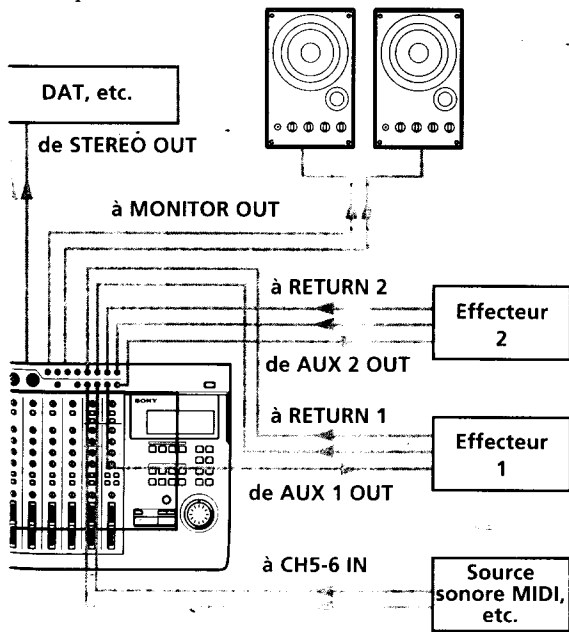 DAT, etc.
de STEREO OUT
à MONITOR OUT
à RETURN 2
Effecteur
2
de AUX 2 OUT
SONY
à RETURN 1
Effecteur
1
de AUX 1 OUT
à CH5-6 IN
Source
sonore MIDI,
etc.